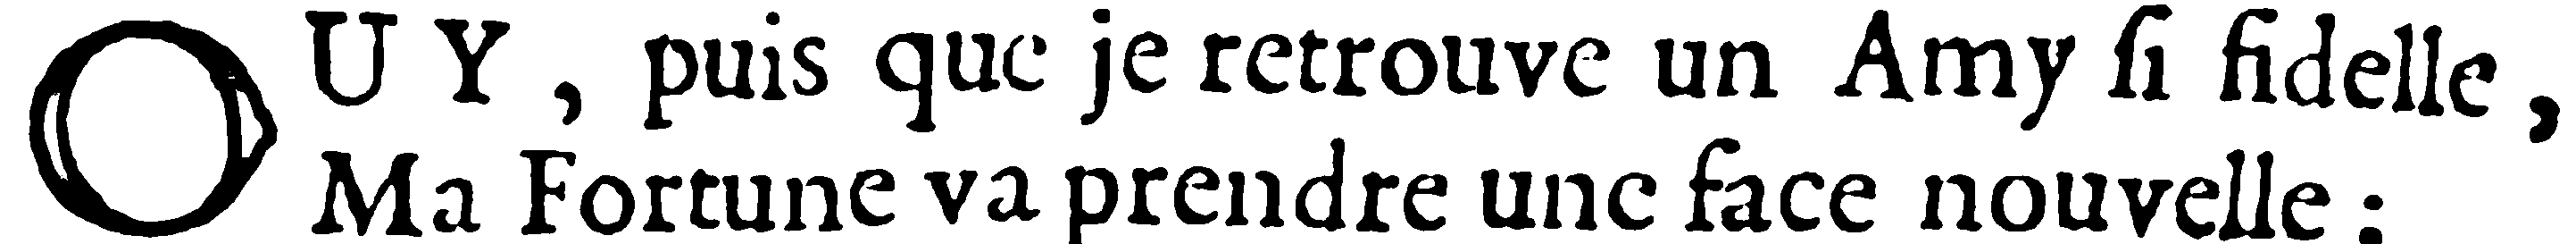 OUY, puis que je retrouve un Amy ſi fidelle,
Ma Fortune va prendre une face nouvelle;